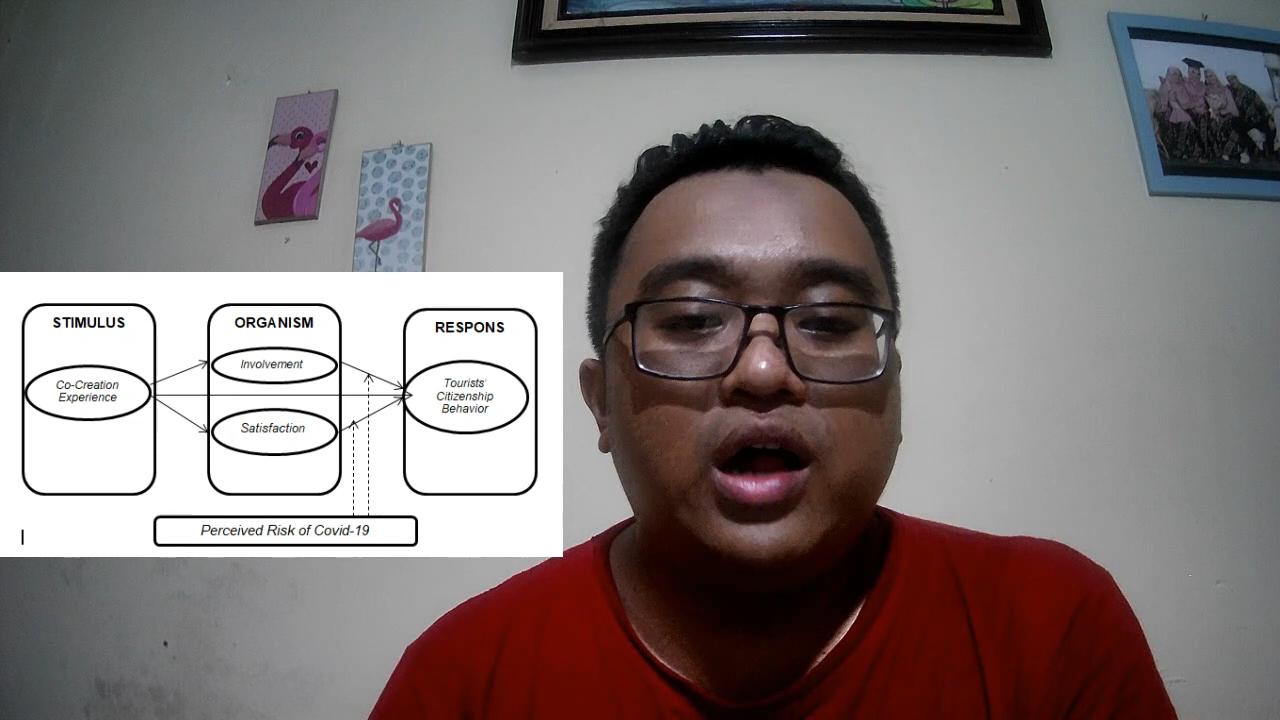 STIMULUS
ORGANISM
RESPONS
Co-Creation
Experience
Involvement
Satisfaction
Tourists'
Citizenship
Behavior
Perceived Risk of Covid-19